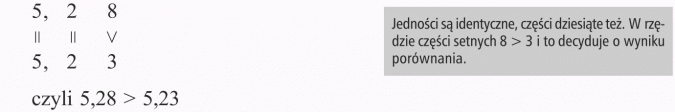 5, 2 8
॥ ॥ ∨
5, 2 3
czyli 5,28 > 5,23
Jedności są identyczne, części dziesiąte też. W rzę-
dzie części setnych 8 > 3 i to decyduje o wyniku
porównania.